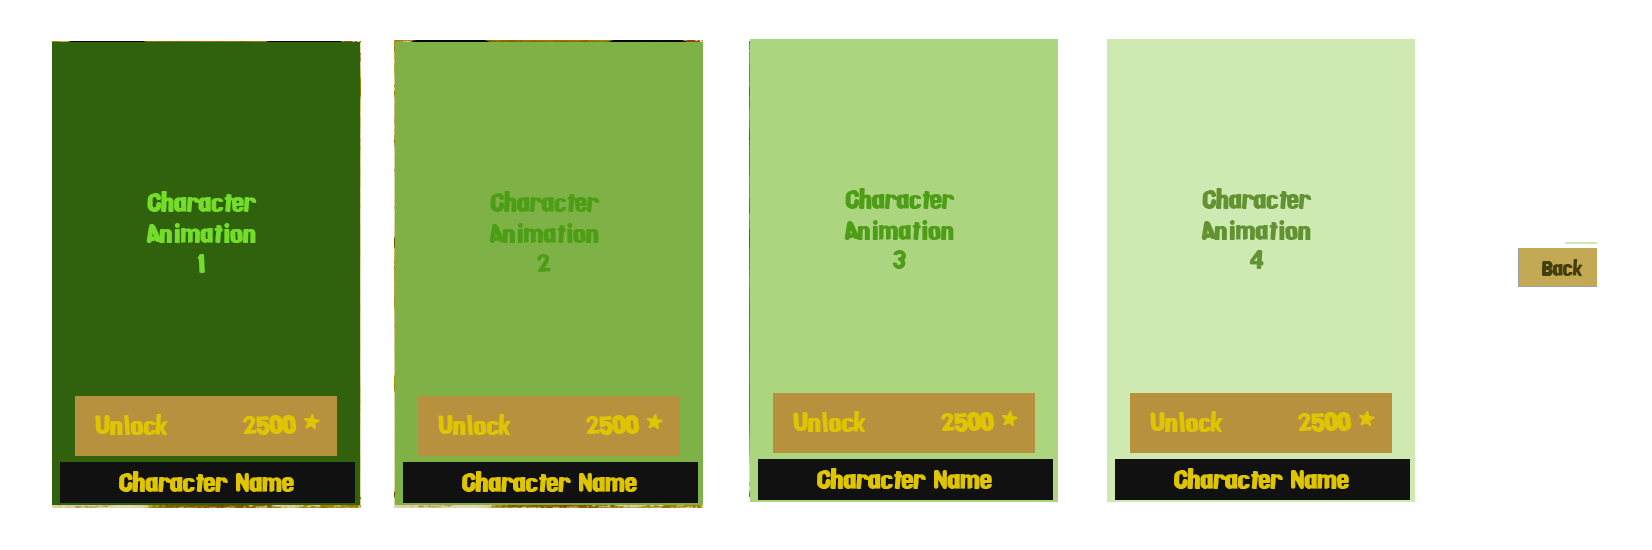 Character
Animation
1
Unlock 2500 ★
Character Name
Character
Animation
2
Unlock 2500 ★
Character Name
Character
Animation
3
Unlock 2500 ★
Character Name
Character
Animation
4
Unlock 2500 ★
Character Name
Back